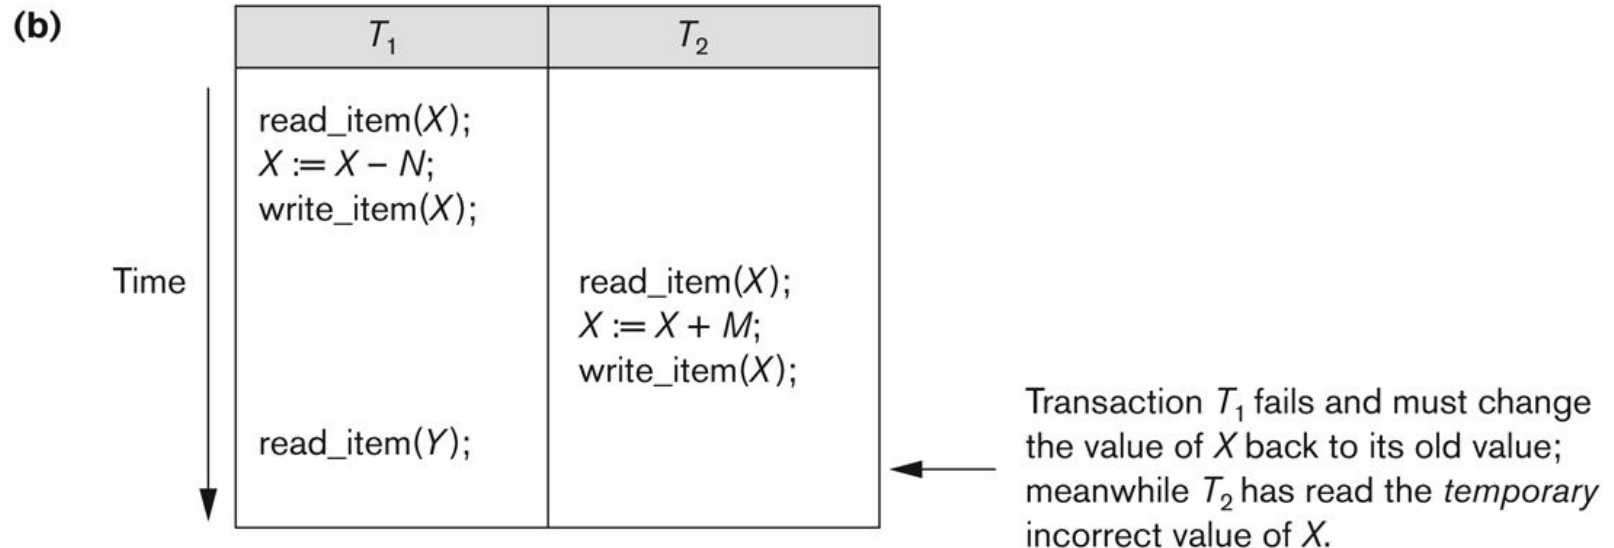 (b)
T1 T2
read_item(X);
X := X – N;
write_item(X);
Time
read_item(X);
X := X + M;
write_item(X);
read_item(Y);
Transaction T1 fails and must change
the value of X back to its old value;
meanwhile T2 has read the temporary
incorrect value of X.